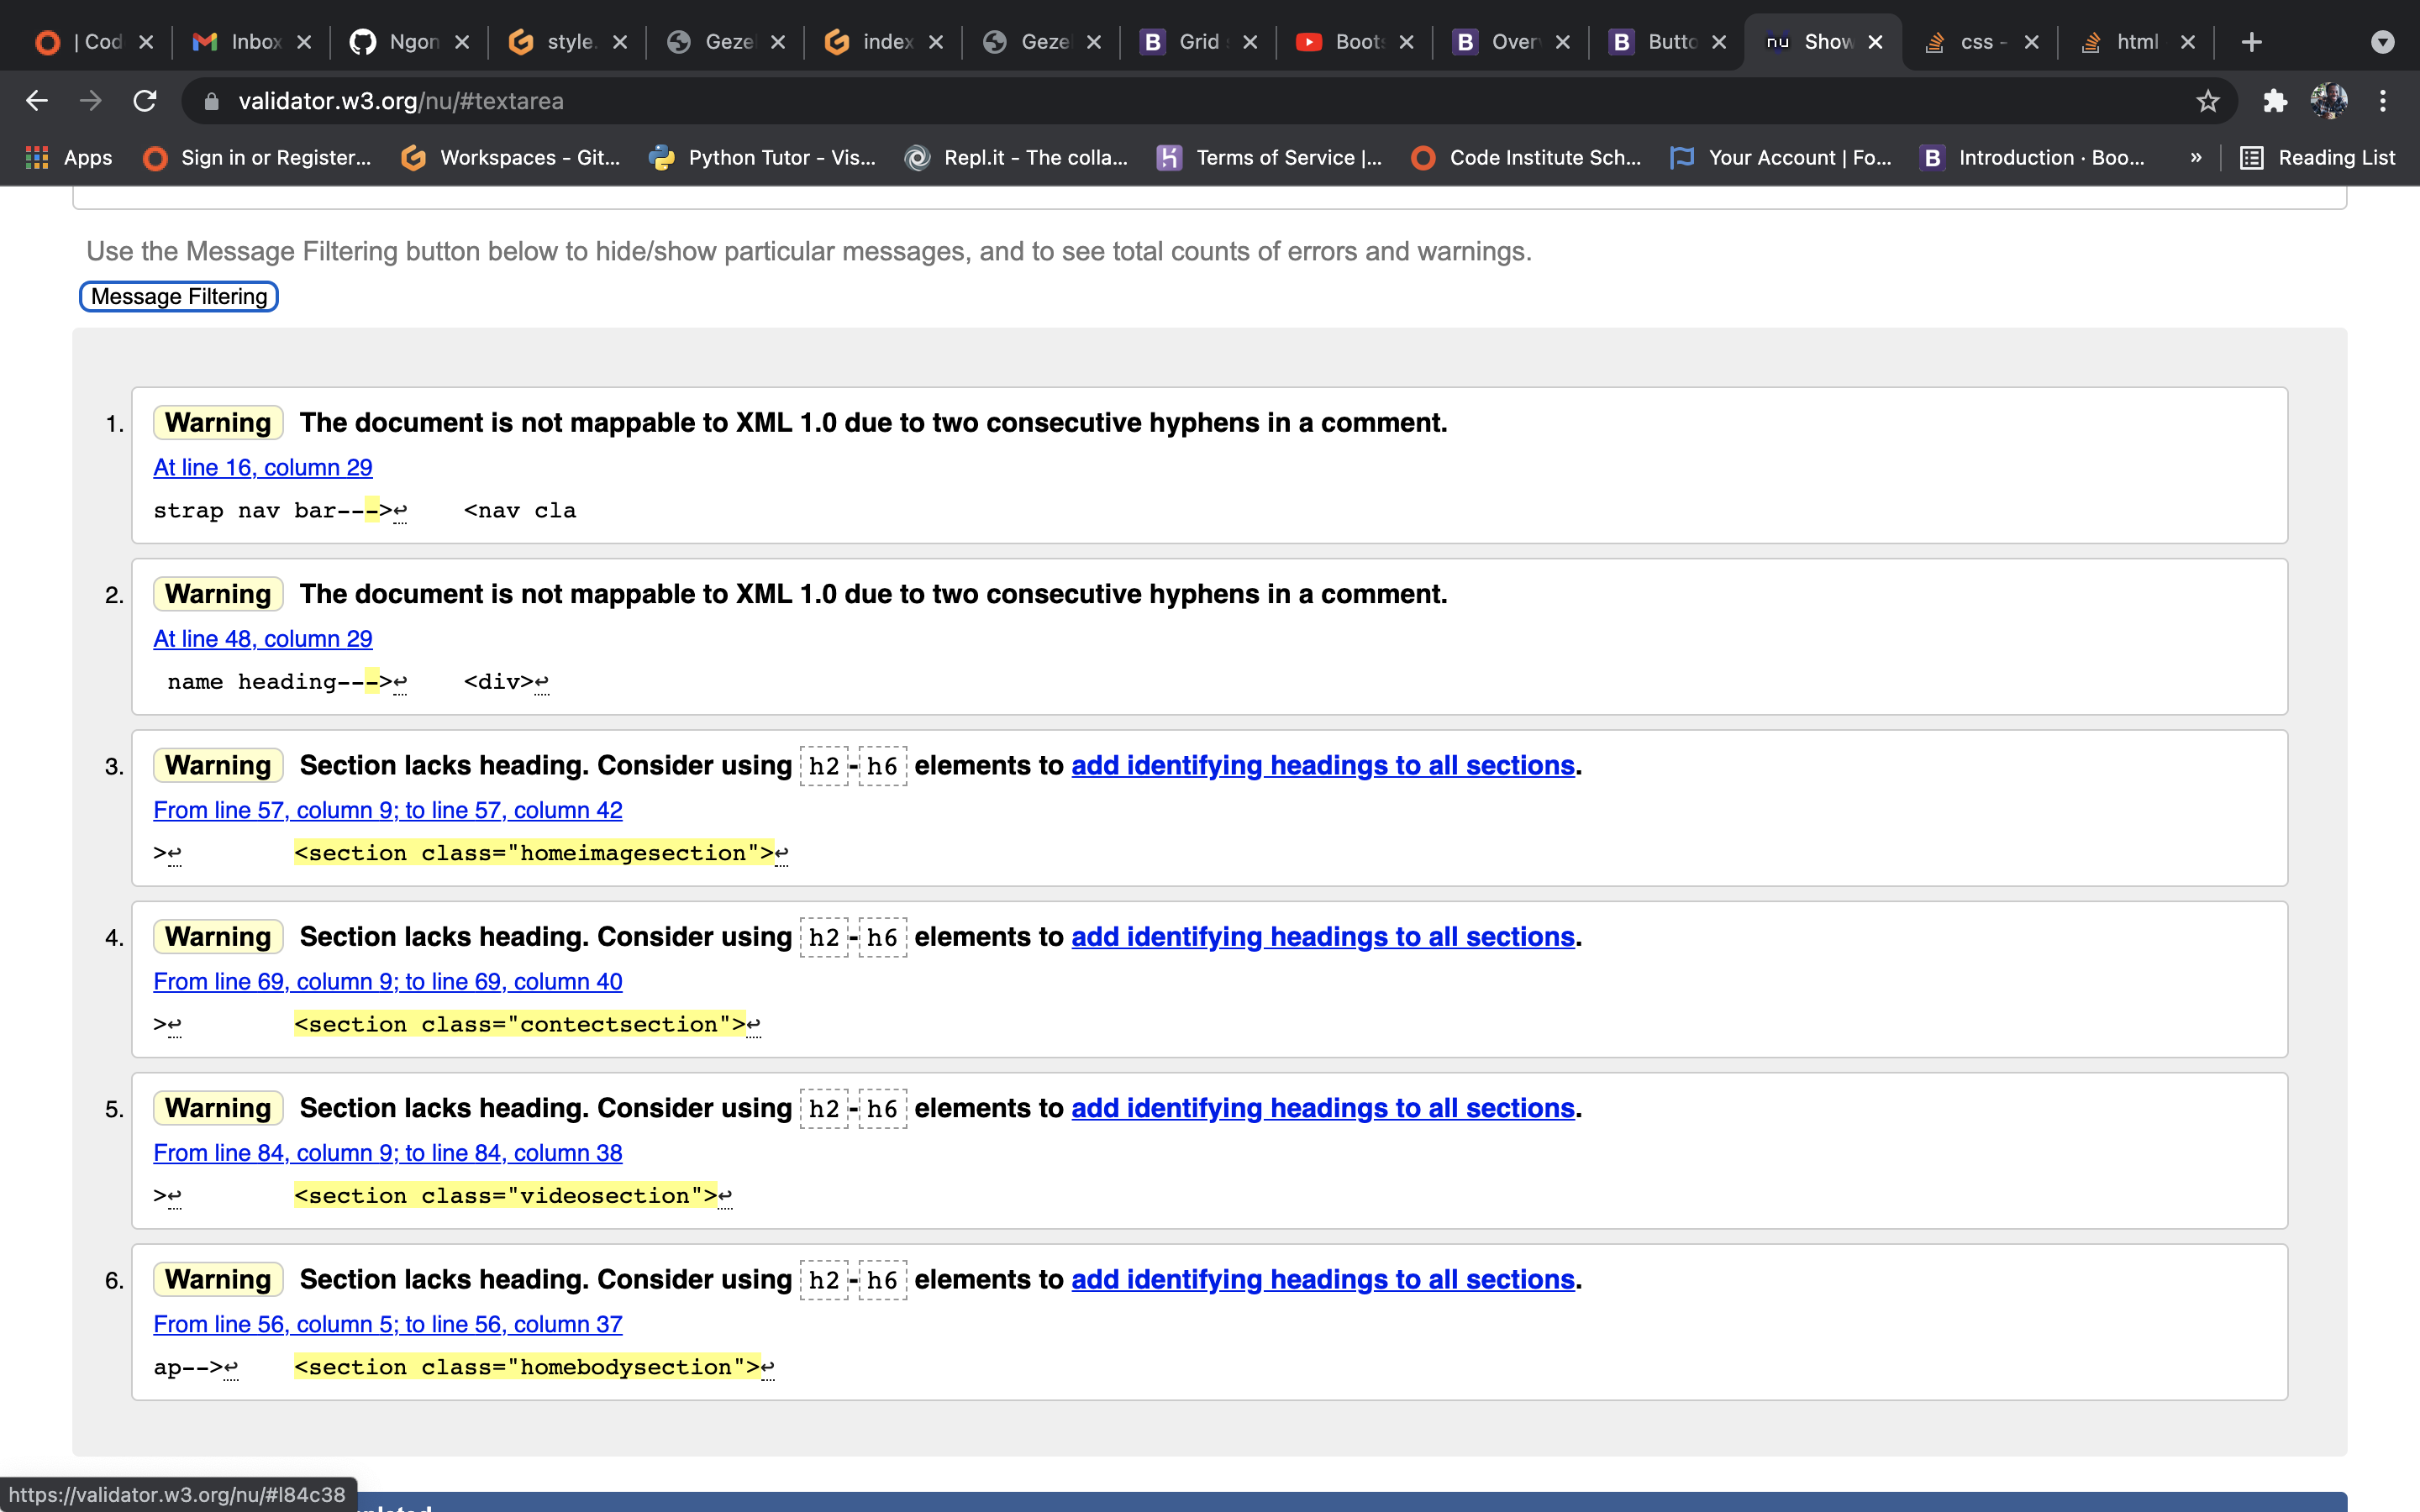 | Cod
Inbox
Ngon
style.
Geze
index
Geze
Grid
Boots
Over
Butto
nu Show
css -
html
validator.w3.org/nu/#textarea
Apps
Sign in or Register...
Workspaces - Git...
Python Tutor - Vis...
Repl.it - The colla...
Terms of Service |...
Code Institute Sch...
Your Account | Fo...
Introduction · Boo...
»
Reading List
Use the Message Filtering button below to hide/show particular messages, and to see total counts of errors and warnings.
Message Filtering
1. Warning The document is not mappable to XML 1.0 due to two consecutive hyphens in a comment.
At line 16, column 29
strap nav bar--->↩    <nav cla
2. Warning The document is not mappable to XML 1.0 due to two consecutive hyphens in a comment.
At line 48, column 29
name heading--->↩    <div>↩
3. Warning Section lacks heading. Consider using h2-h6 elements to add identifying headings to all sections.
From line 57, column 9; to line 57, column 42
>↩        <section class="homeimagesection">↩
4. Warning Section lacks heading. Consider using h2-h6 elements to add identifying headings to all sections.
From line 69, column 9; to line 69, column 40
>↩        <section class="contectsection">↩
5. Warning Section lacks heading. Consider using h2-h6 elements to add identifying headings to all sections.
From line 84, column 9; to line 84, column 38
>↩        <section class="videosection">↩
6. Warning Section lacks heading. Consider using h2-h6 elements to add identifying headings to all sections.
From line 56, column 5; to line 56, column 37
ap-->↩    <section class="homebodysection">↩
https://validator.w3.org/nu/#l84c38